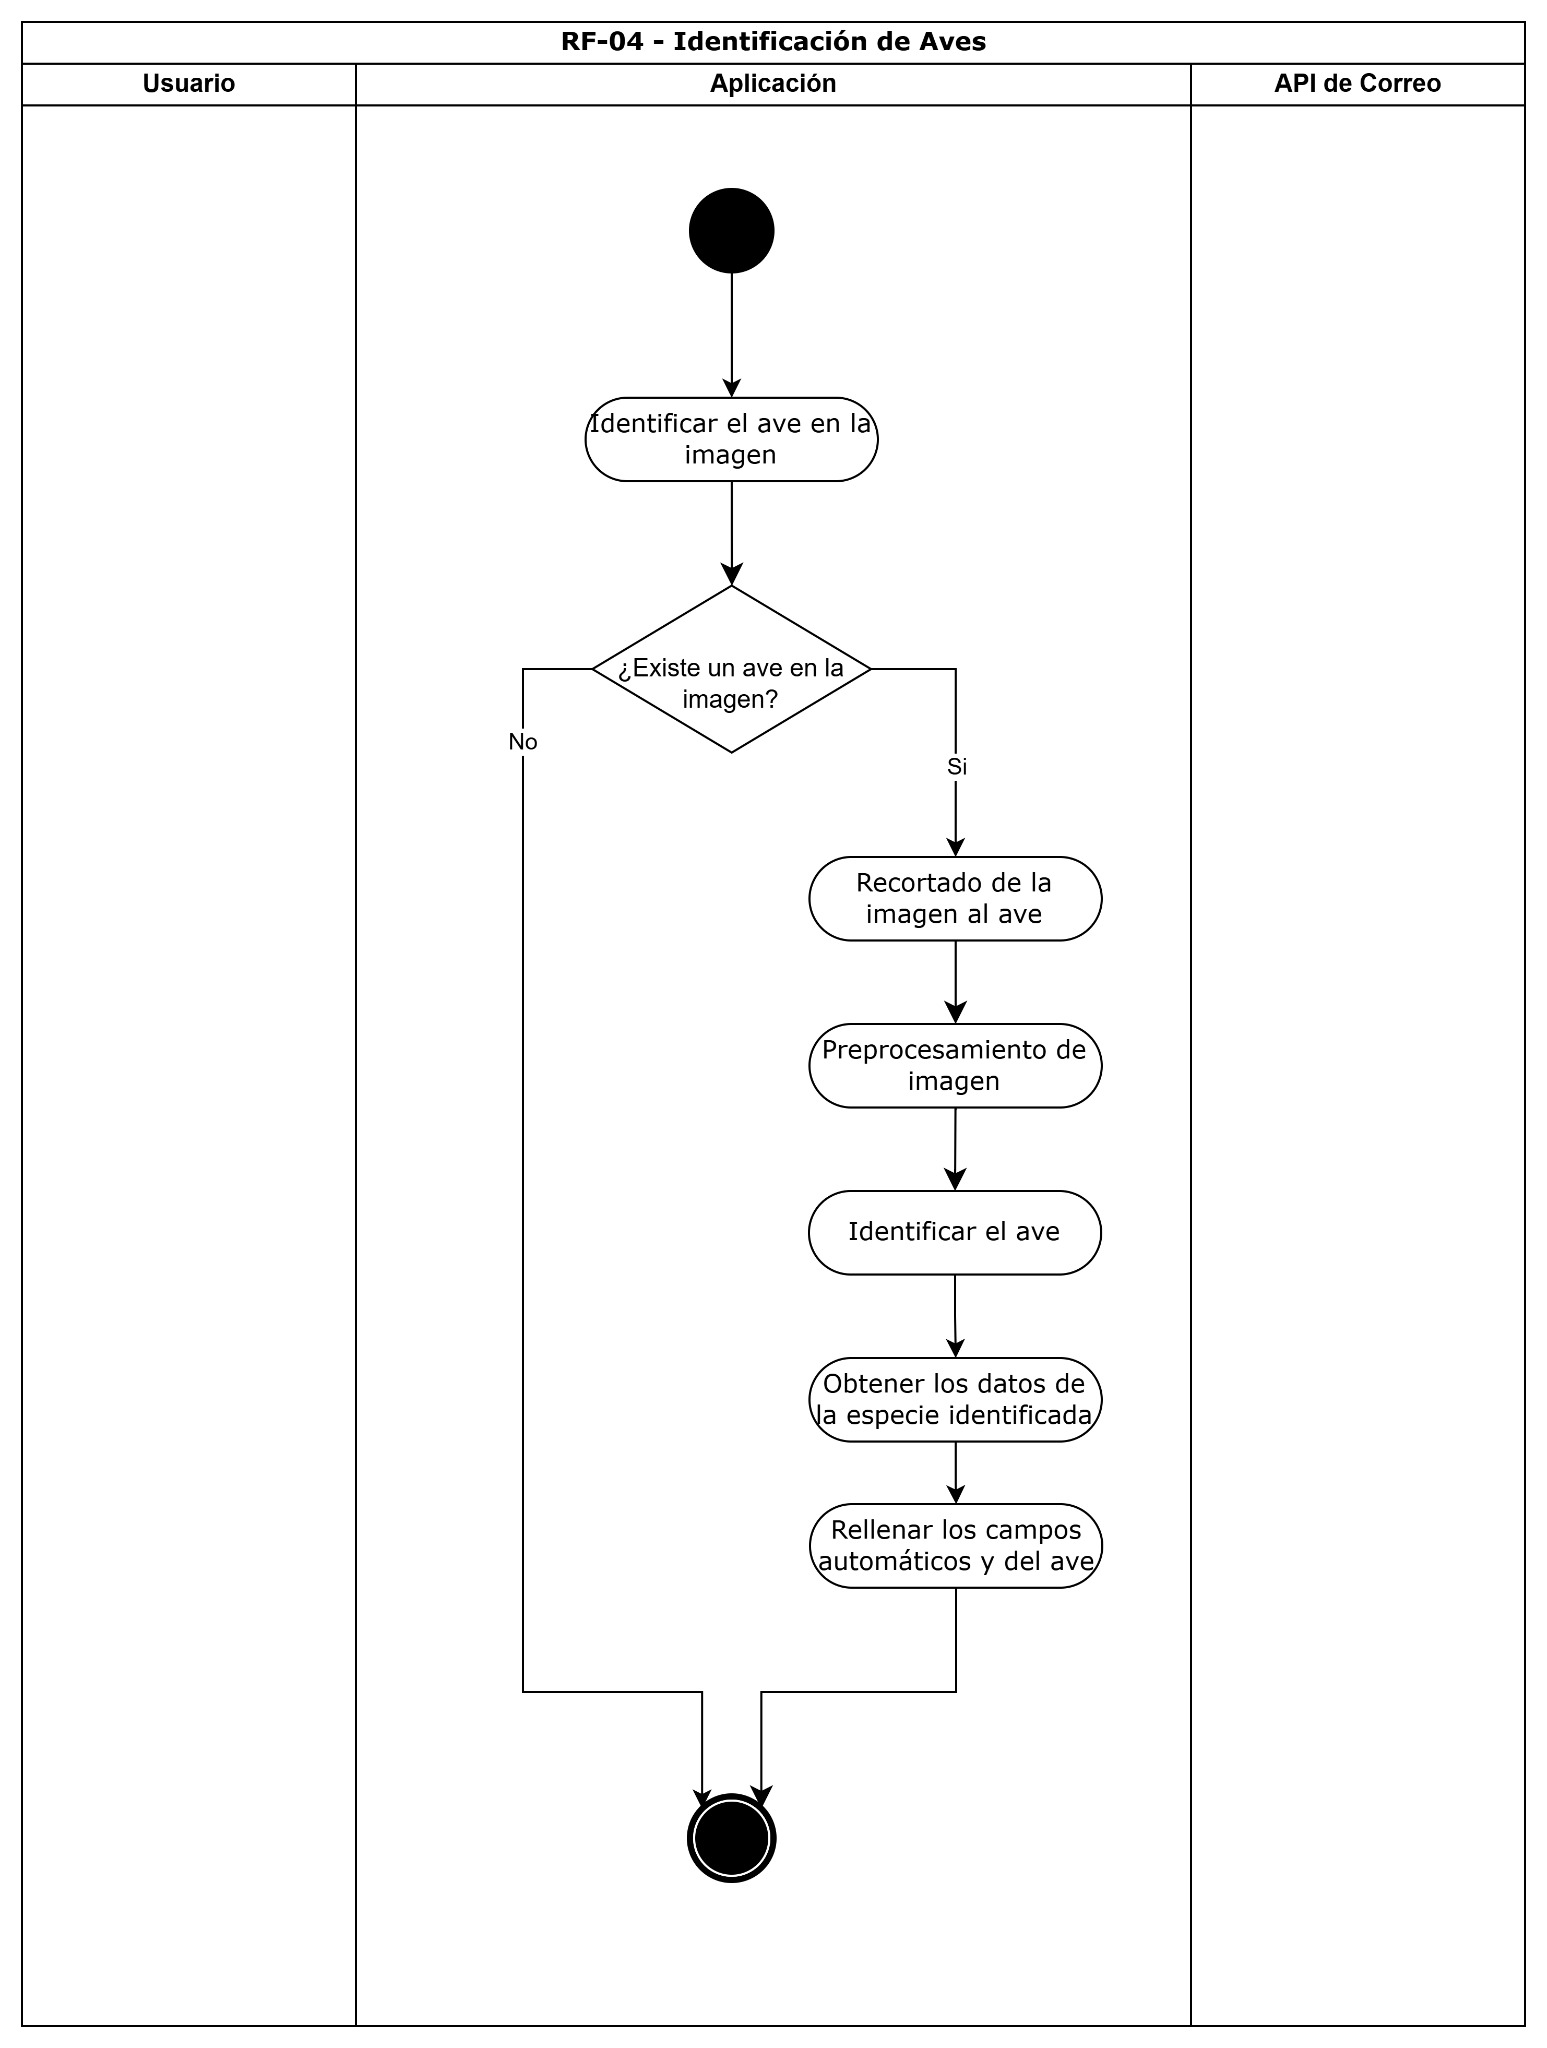 RF-04 - Identificación de Aves
Usuario
Aplicación
API de Correo
Identificar el ave en la
imagen
¿Existe un ave en la
imagen?
No
Si
Recortado de la
imagen al ave
Preprocesamiento de
imagen
Identificar el ave
Obtener los datos de
la especie identificada
Rellenar los campos
automáticos y del ave